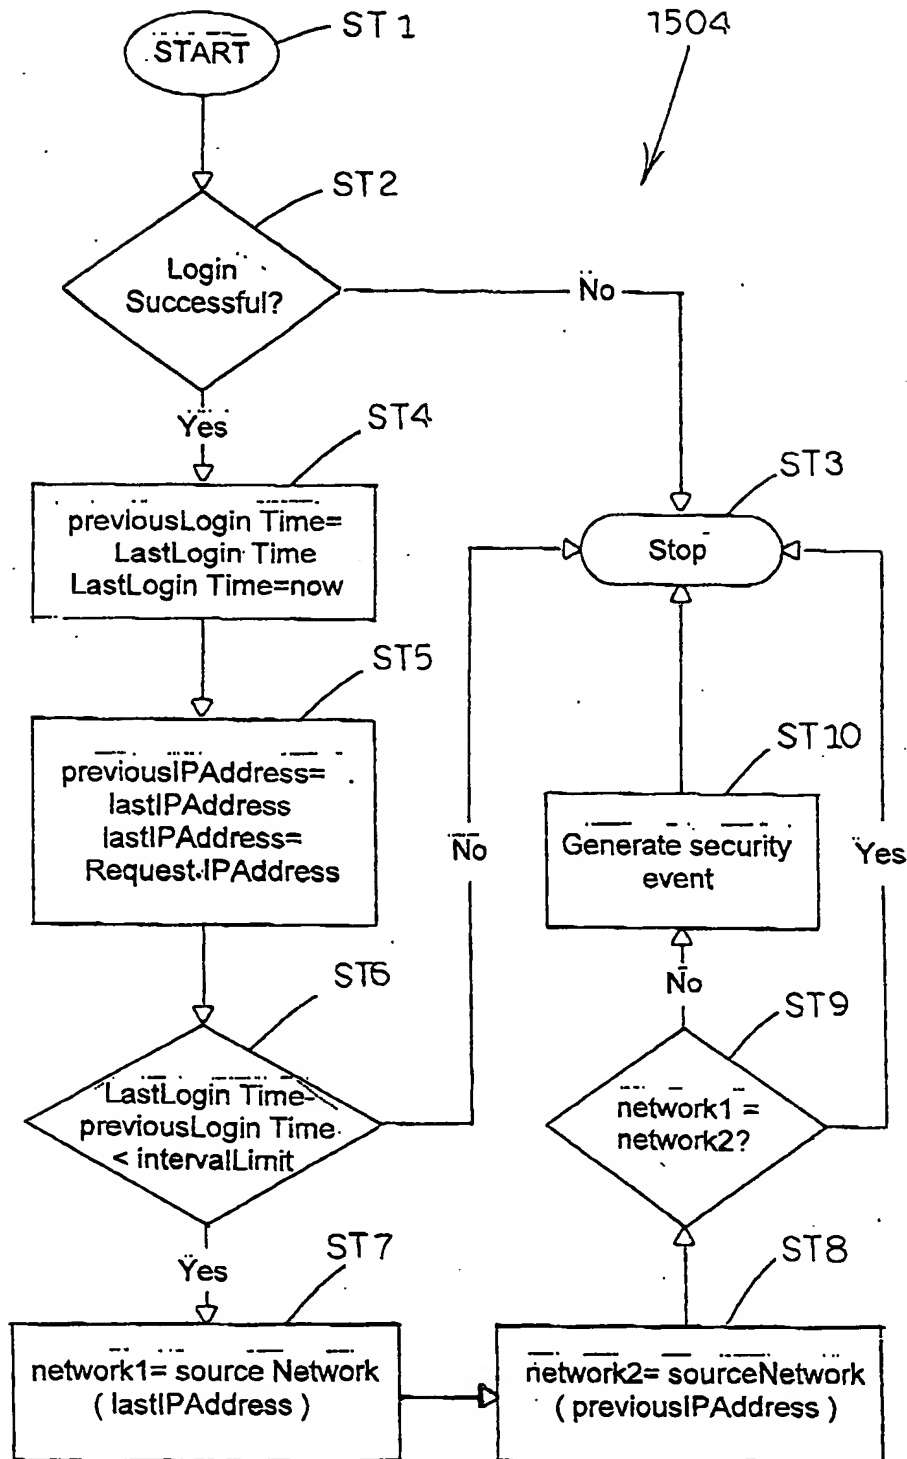 START
ST1
1504
ST2
Login
Successful?
No
Yes
ST4
previousLogin Time=
LastLogin Time
LastLogin Time=now
ST3
Stop
ST5
previousIPAddress=
lastIPAddress
lastIPAddress=
Request.IPAddress
No
ST10
Generate security
event
Yes
No
ST6
LastLogin Time-
previousLogin Time
< intervalLimit
ST9
network1 =
network2?
Yes
ST7
network1= source Network
( lastIPAddress )
ST8
network2= sourceNetwork
( previousIPAddress )